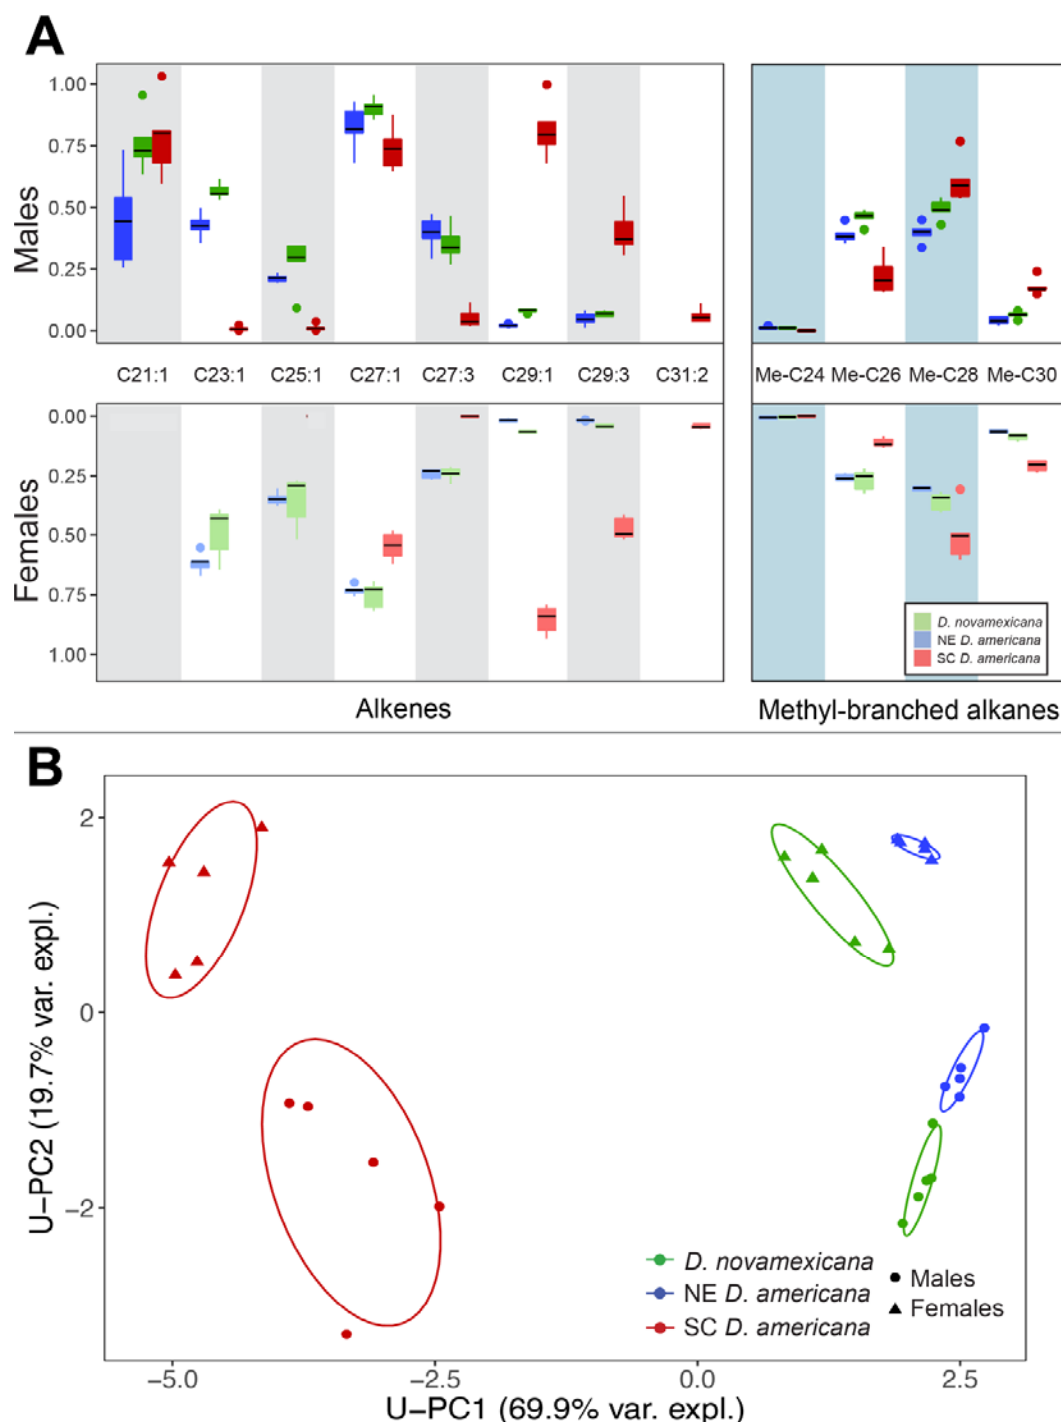 A
1.00
0.75
0.50
0.25
0.00
Males
C21:1 C23:1 C25:1 C27:1 C27:3 C29:1 C29:3 C31:2
Me-C24 Me-C26 Me-C28 Me-C30
0.00
0.25
0.50
0.75
1.00
Females
D. novamexicana
NE D. americana
SC D. americana
Alkenes
Methyl-branched alkanes
B
2
0
−2
U−PC2 (19.7% var. expl.)
D. novamexicana
NE D. americana
SC D. americana
Males
Females
−5.0 −2.5 0.0 2.5
U−PC1 (69.9% var. expl.)